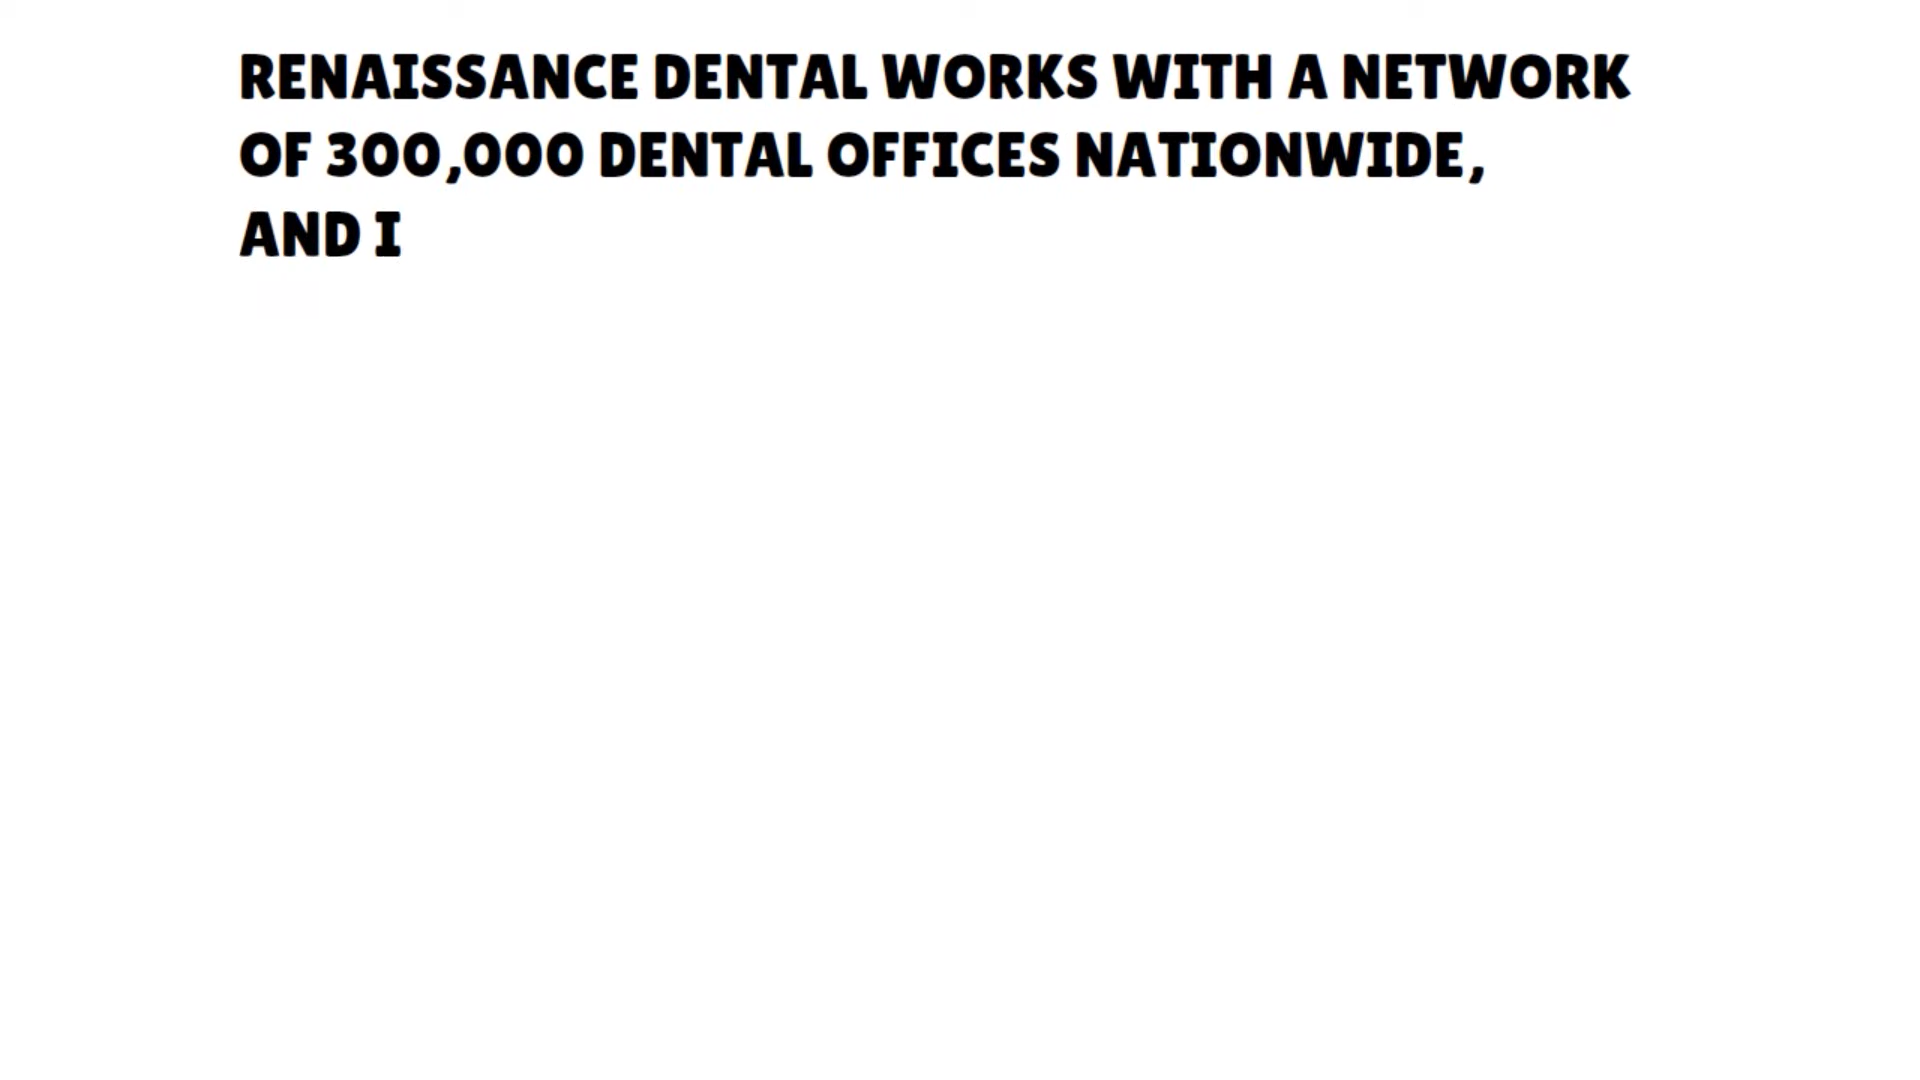 RENAISSANCE DENTAL WORKS WITH A NETWORK
OF 300,000 DENTAL OFFICES NATIONWIDE,
AND I